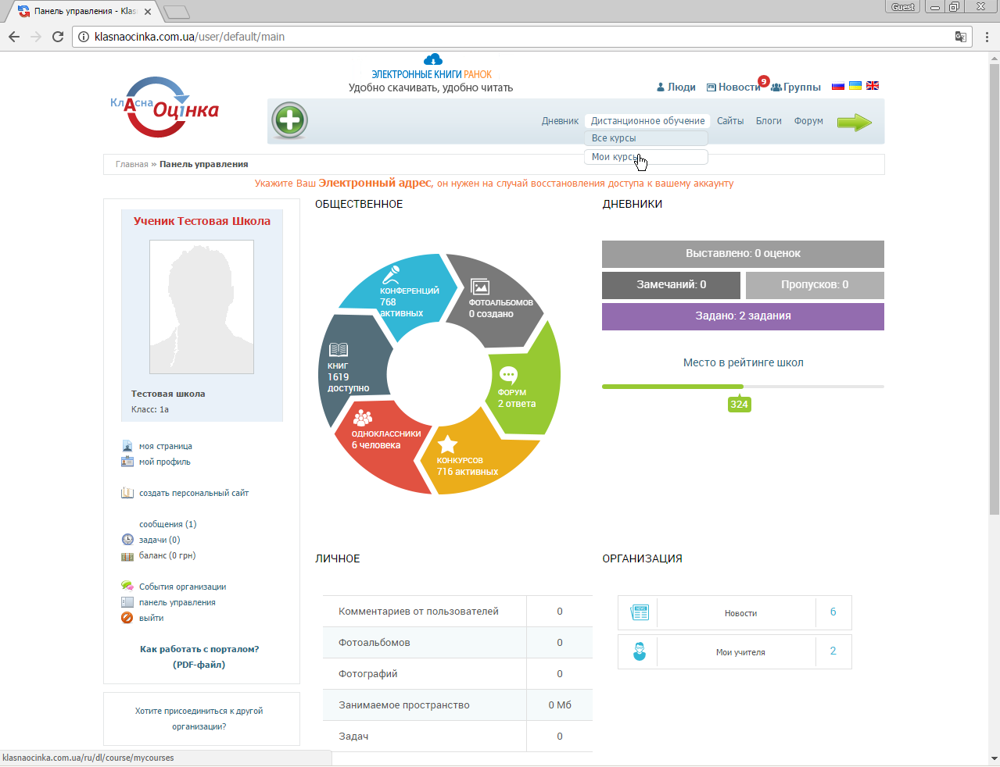 Панель управления - Klas
Guest
klasnaocinka.com.ua/user/default/main
ЭЛЕКТРОННЫЕ КНИГИ РАНОК
Удобно скачивать, удобно читать
КлАсна Оцінка
Люди
Новости
9
Группы
Дневник
Дистанционное обучение
Сайты
Блоги
Форум
Все курсы
Мои курсы
Главная » Панель управления
Укажите Ваш Электронный адрес, он нужен на случай восстановления доступа к вашему аккаунту
Ученик Тестовая Школа
Тестовая школа
Класс: 1а
моя страница
мой профиль
создать персональный сайт
сообщения (1)
задачи (0)
баланс (0 грн)
События организации
панель управления
выйти
Как работать с порталом?
(PDF-файл)
Хотите присоединиться к другой
организации?
ОБЩЕСТВЕННОЕ
КОНФЕРЕНЦИЙ
768
активных
ФОТОАЛЬБОМОВ
0 создано
КНИГ
1619
доступно
ФОРУМ
2 ответа
ОДНОКЛАССНИКИ
6 человека
КОНКУРСОВ
716 активных
ДНЕВНИКИ
Выставлено: 0 оценок
Замечаний: 0
Пропусков: 0
Задано: 2 задания
Место в рейтинге школ
324
ЛИЧНОЕ
Комментариев от пользователей 0
Фотоальбомов 0
Фотографий 0
Занимаемое пространство 0 Мб
Задач 0
ОРГАНИЗАЦИЯ
Новости 6
Мои учителя 2
klasnaocinka.com.ua/ru/dl/course/mycourses